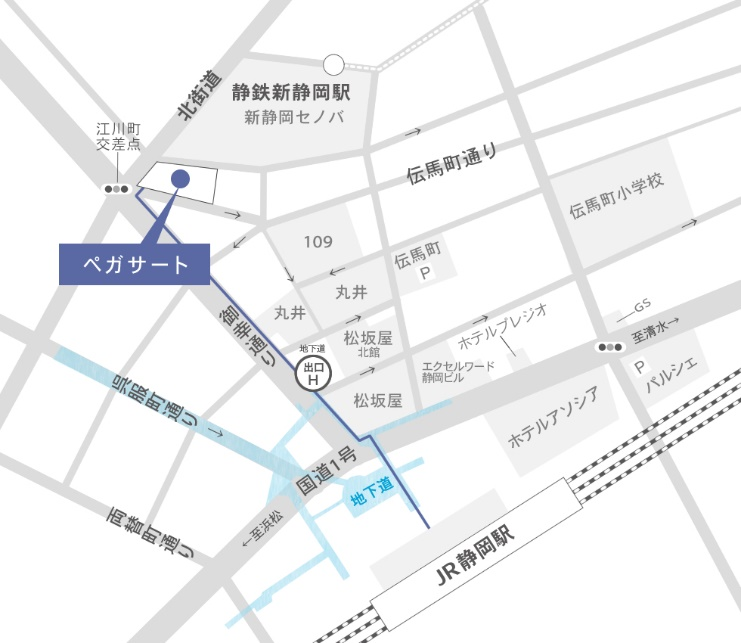 北街道
静鉄新静岡駅
新静岡セノバ
江川町
交差点
伝馬町通り
伝馬町小学校
ペガサート
109
伝馬町
P
丸井
丸井
御幸通り
松坂屋
北館
地下道
出口
H
ホテルプレジオ
GS
至清水→
エクセルワード
静岡ビル
P
パルシェ
松坂屋
呉服町通り
ホテルアソシア
国道1号
地下道
両替町通り
←至浜松
JR静岡駅